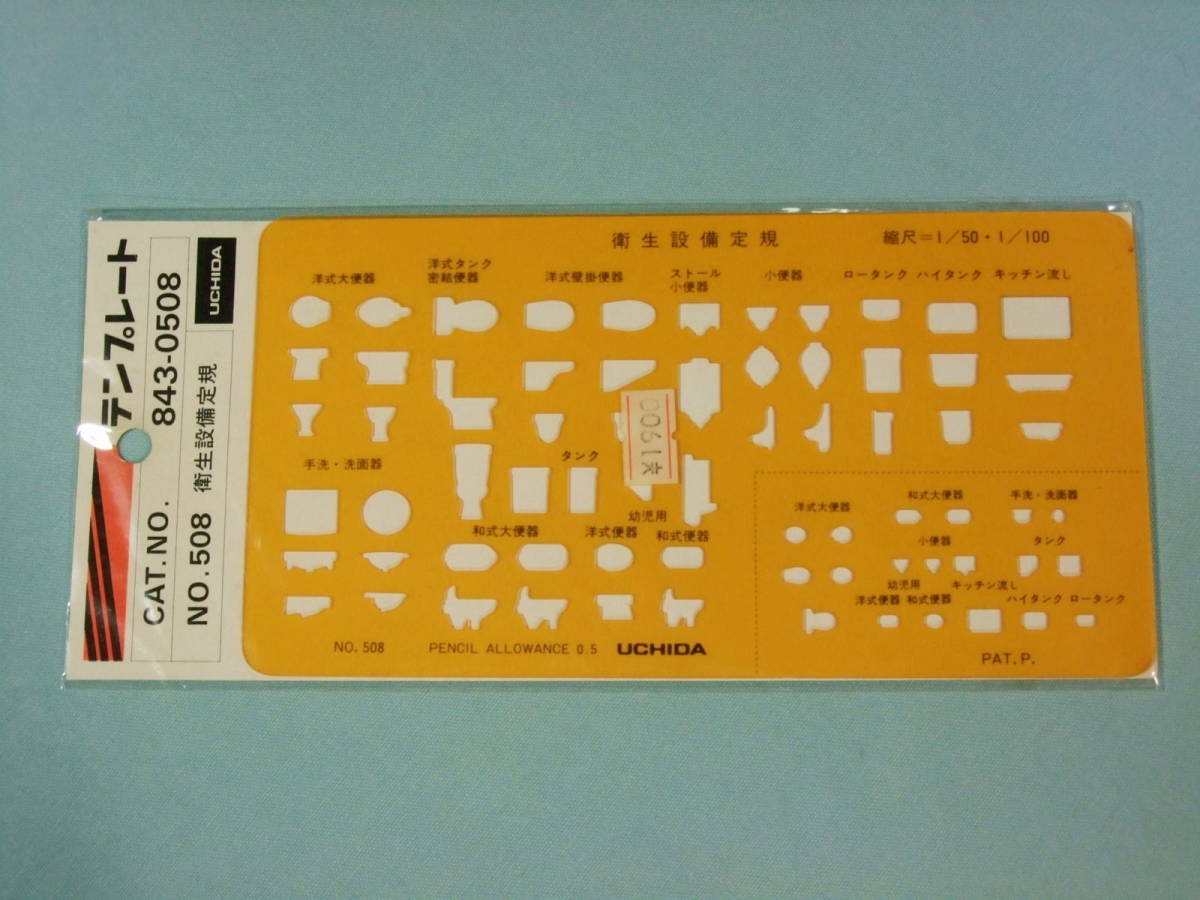 テンプレート
CAT.NO. 843-0508
NO.508 衛生設備定規
UCHIDA
衛生設備定規
縮尺=1/50・1/100
洋式大便器
洋式タンク
密結便器
洋式壁掛便器
ストール
小便器
小便器
ロータンク
ハイタンク
キッチン流し
¥1900
手洗・洗面器
タンク
和式大便器
幼児用
洋式便器
和式便器
洋式大便器
和式大便器
手洗・洗面器
小便器
タンク
幼児用
キッチン流し
洋式便器
和式便器
ハイタンク
ロータンク
NO. 508
PENCIL ALLOWANCE 0.5
UCHIDA
PAT. P.